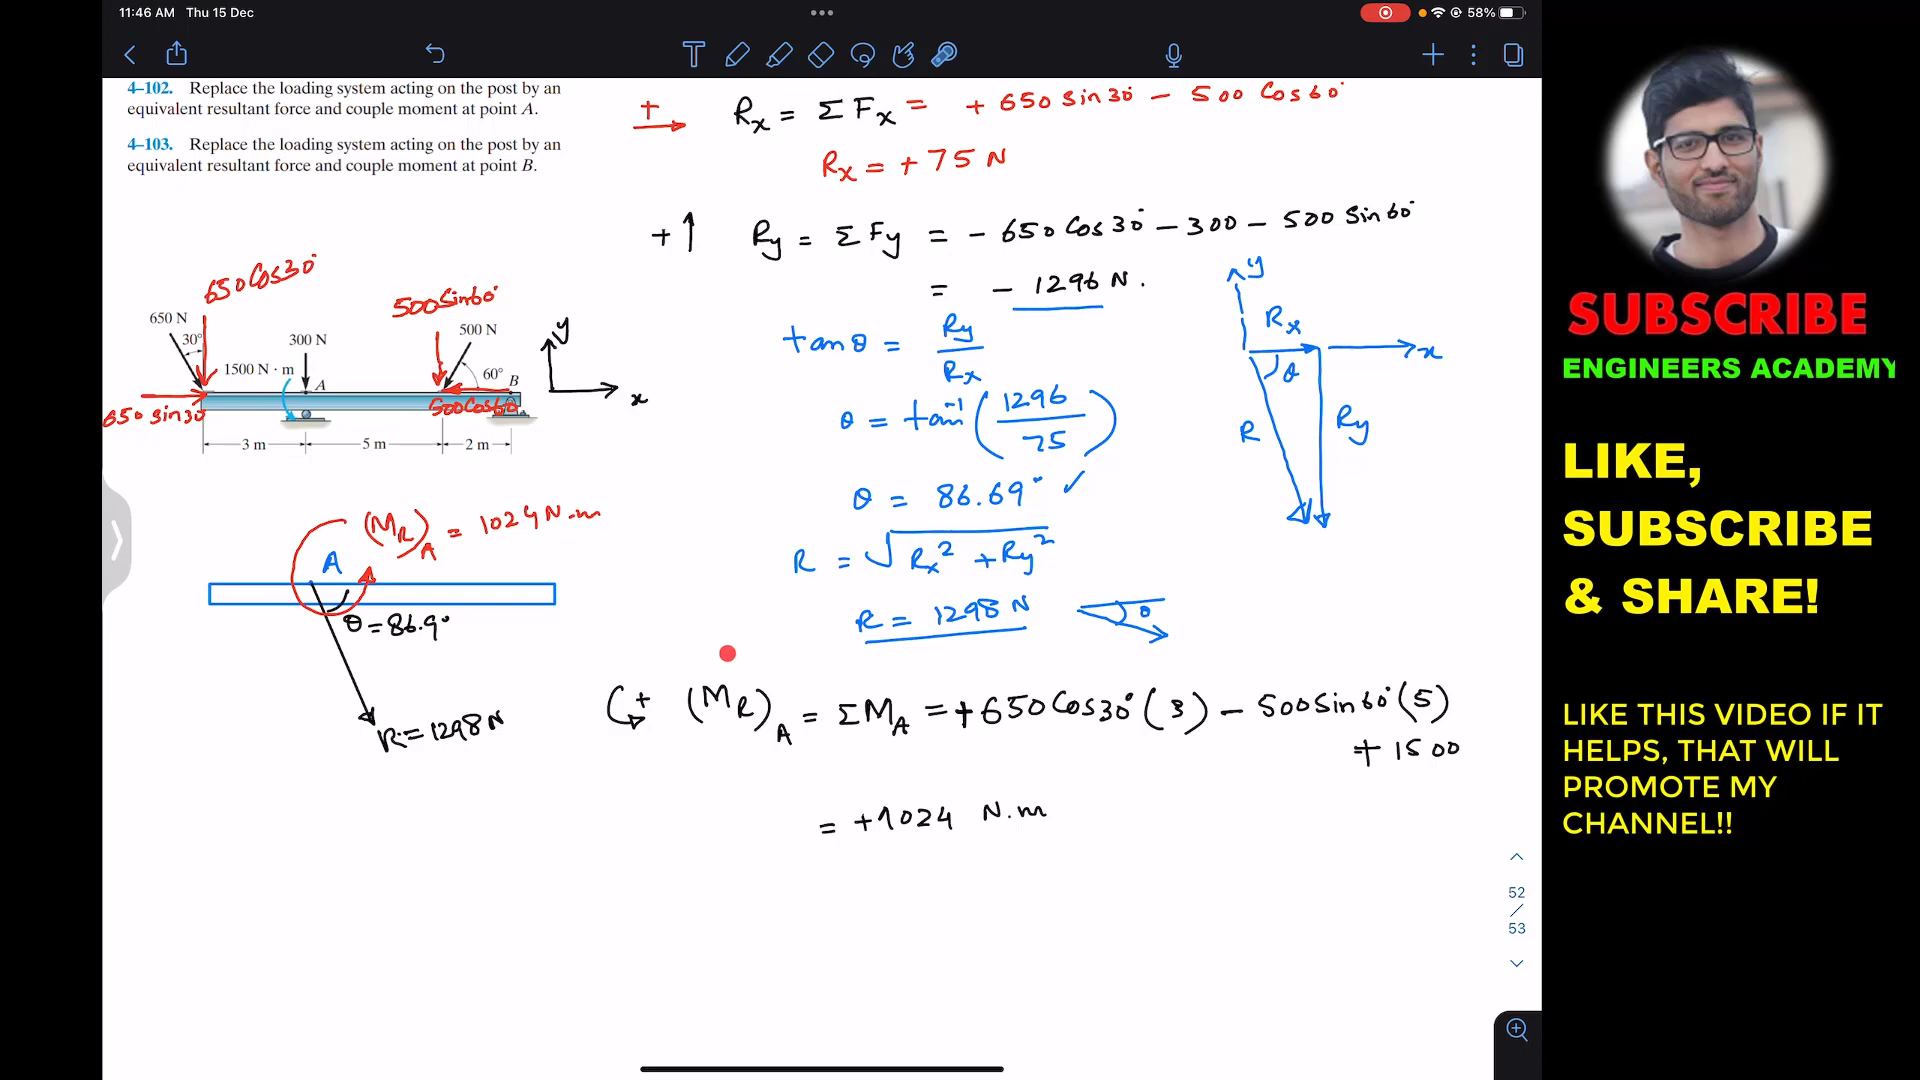 11:46 AM Thu 15 Dec
58%
4–102. Replace the loading system acting on the post by an
equivalent resultant force and couple moment at point A.
4–103. Replace the loading system acting on the post by an
equivalent resultant force and couple moment at point B.
650 Cos 30°
500 Sin 60°
650 N
30°
300 N
500 N
1500 N · m
A
60°
B
650 sin 30
500 Cos 60
3 m
5 m
2 m
y
x
(MR)A = 1024 N.m
A
θ = 86.9°
R = 1298 N
+ Rx = ΣFx = + 650 sin 30° – 500 Cos 60°
Rx = + 75 N
+↑ Ry = ΣFy = – 650 Cos 30° – 300 – 500 Sin 60°
= – 1296 N.
tan θ = Ry/Rx
θ = tan⁻¹ (1296/75)
θ = 86.69° ✓
R = √Rx² + Ry²
R = 1298 N
θ
y
Rx
x
θ
R
Ry
+ (MR)A = ΣMA = +650 Cos 30° (3) – 500 Sin 60° (5)
+ 1500
= +1024 N.m
52
/
53
SUBSCRIBE
ENGINEERS ACADEMY
LIKE,
SUBSCRIBE
& SHARE!
LIKE THIS VIDEO IF IT
HELPS, THAT WILL
PROMOTE MY
CHANNEL!!